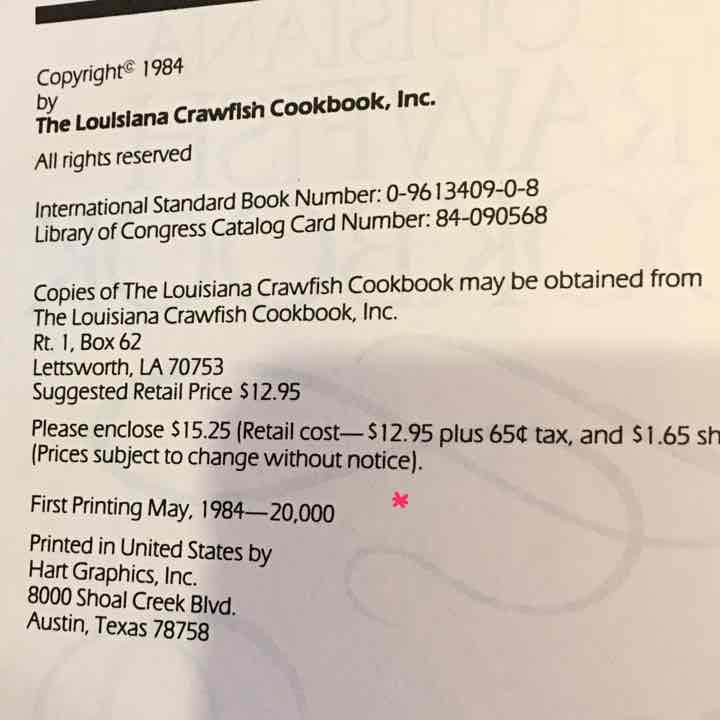 Copyright© 1984
by
The Louisiana Crawfish Cookbook, Inc.
All rights reserved
International Standard Book Number: 0-9613409-0-8
Library of Congress Catalog Card Number: 84-090568
Copies of The Louisiana Crawfish Cookbook may be obtained from
The Louisiana Crawfish Cookbook, Inc.
Rt. 1, Box 62
Lettsworth, LA 70753
Suggested Retail Price $12.95
Please enclose $15.25 (Retail cost—$12.95 plus 65¢ tax, and $1.65 sh
(Prices subject to change without notice).
First Printing May, 1984—20,000 *
Printed in United States by
Hart Graphics, Inc.
8000 Shoal Creek Blvd.
Austin, Texas 78758